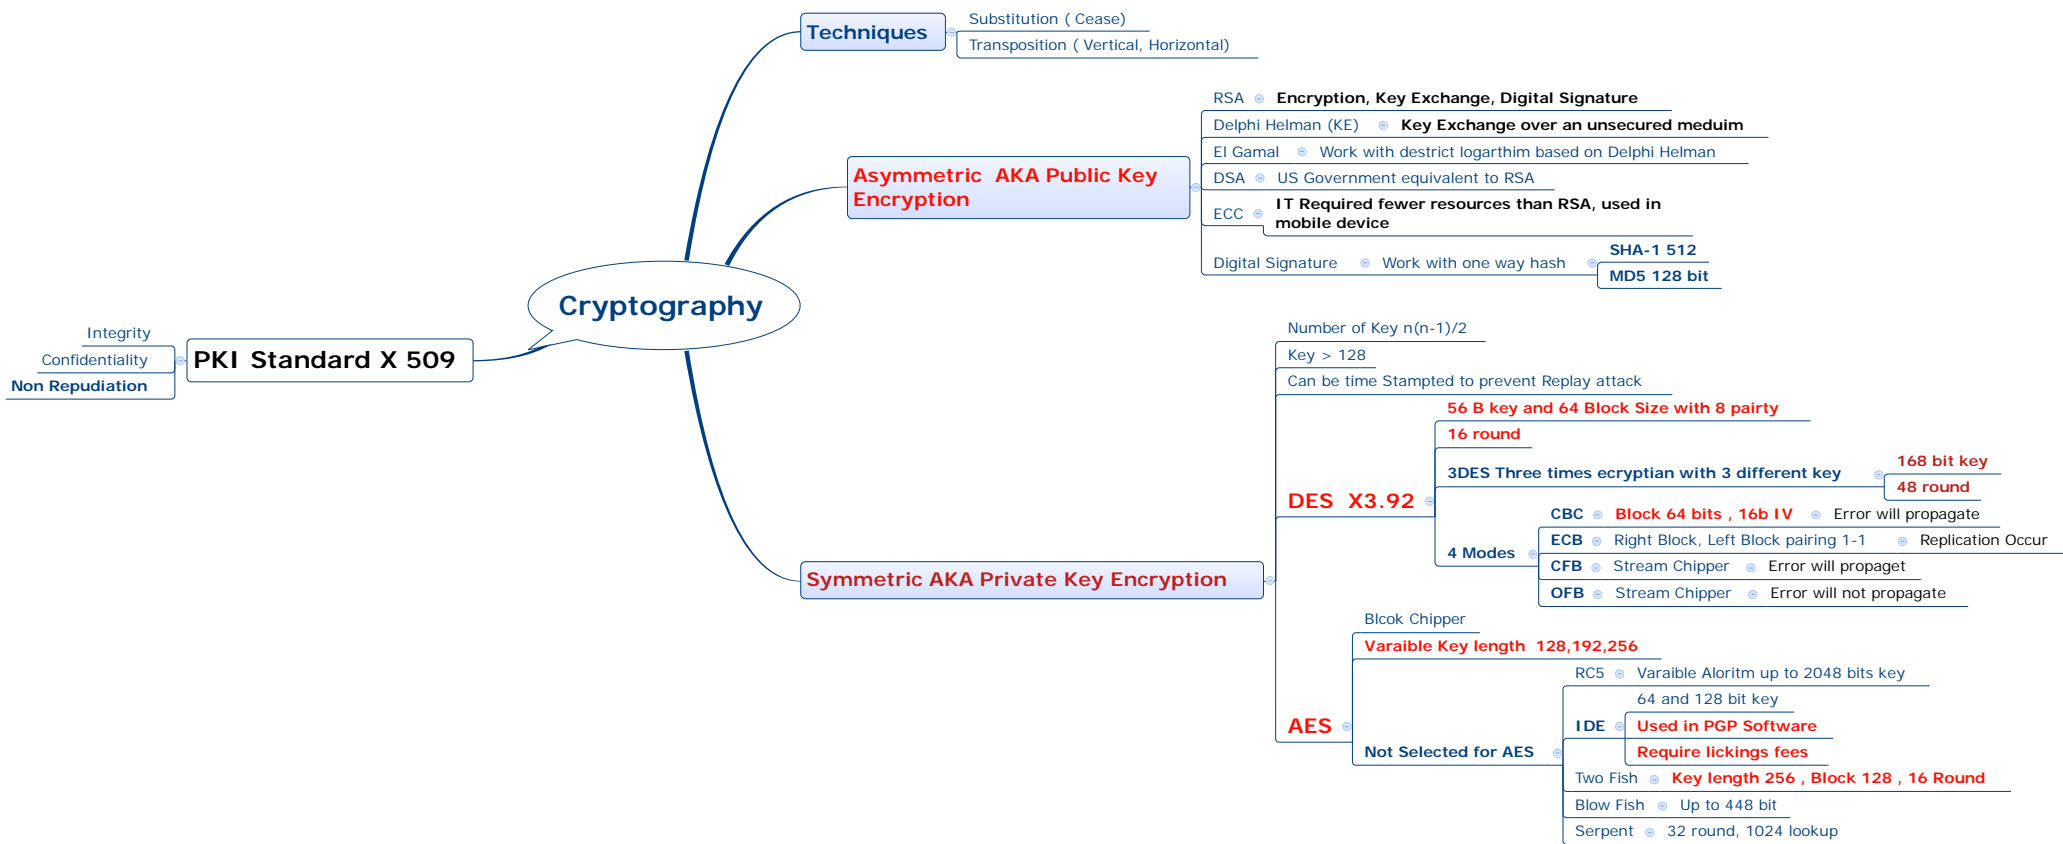 Techniques
Substitution ( Cease)
Transposition ( Vertical, Horizontal)
Asymmetric  AKA Public Key
Encryption
RSA
Encryption, Key Exchange, Digital Signature
Delphi Helman (KE)
Key Exchange over an unsecured meduim
El Gamal
Work with destrict logarthim based on Delphi Helman
DSA
US Government equivalent to RSA
ECC
IT Required fewer resources than RSA, used in
mobile device
Digital Signature
Work with one way hash
SHA-1 512
MD5 128 bit
Cryptography
PKI Standard X 509
Integrity
Confidentiality
Non Repudiation
Symmetric AKA Private Key Encryption
Number of Key n(n-1)/2
Key > 128
Can be time Stampted to prevent Replay attack
DES  X3.92
56 B key and 64 Block Size with 8 pairty
16 round
3DES Three times ecryptian with 3 different key
168 bit key
48 round
4 Modes
CBC
Block 64 bits , 16b IV
Error will propagate
ECB
Right Block, Left Block pairing 1-1
Replication Occur
CFB
Stream Chipper
Error will propaget
OFB
Stream Chipper
Error will not propagate
AES
Blcok Chipper
Varaible Key length  128,192,256
Not Selected for AES
RC5
Varaible Aloritm up to 2048 bits key
IDE
64 and 128 bit key
Used in PGP Software
Require lickings fees
Two Fish
Key length 256 , Block 128 , 16 Round
Blow Fish
Up to 448 bit
Serpent
32 round, 1024 lookup